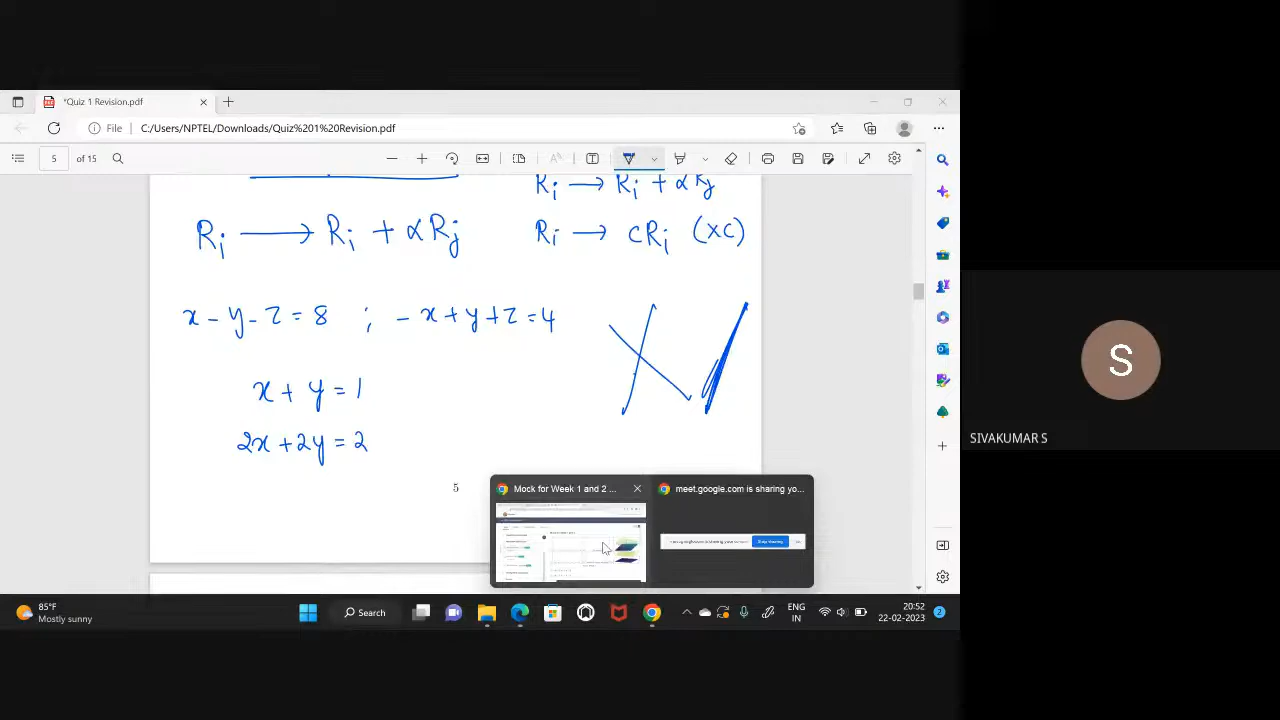 *Quiz 1 Revision.pdf
File
C:/Users/NPTEL/Downloads/Quiz%201%20Revision.pdf
5 of 15
Ri → Ri + αRj
Ri → Ri + αRj
Ri → cRi (xc)
x - y - z = 8 ; - x + y + z = 4
x + y = 1
2x + 2y = 2
5
Mock for Week 1 and 2 ...
meet.google.com is sharing yo...
S
SIVAKUMAR S
85°F
Mostly sunny
Search
ENG
IN
20:52
22-02-2023
2